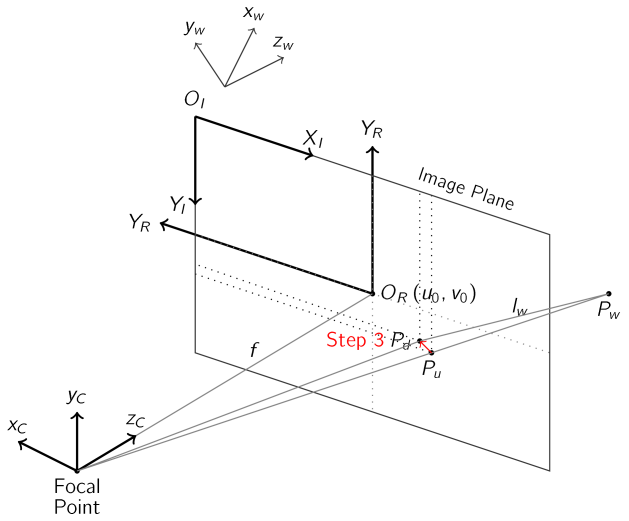 x_w
y_w
z_w
O_I
Y_R
X_I
Image Plane
Y_I
Y_R
O_R (u_0, v_0)
l_w
P_w
Step 3 P_d
f
P_u
y_C
z_C
x_C
Focal
Point